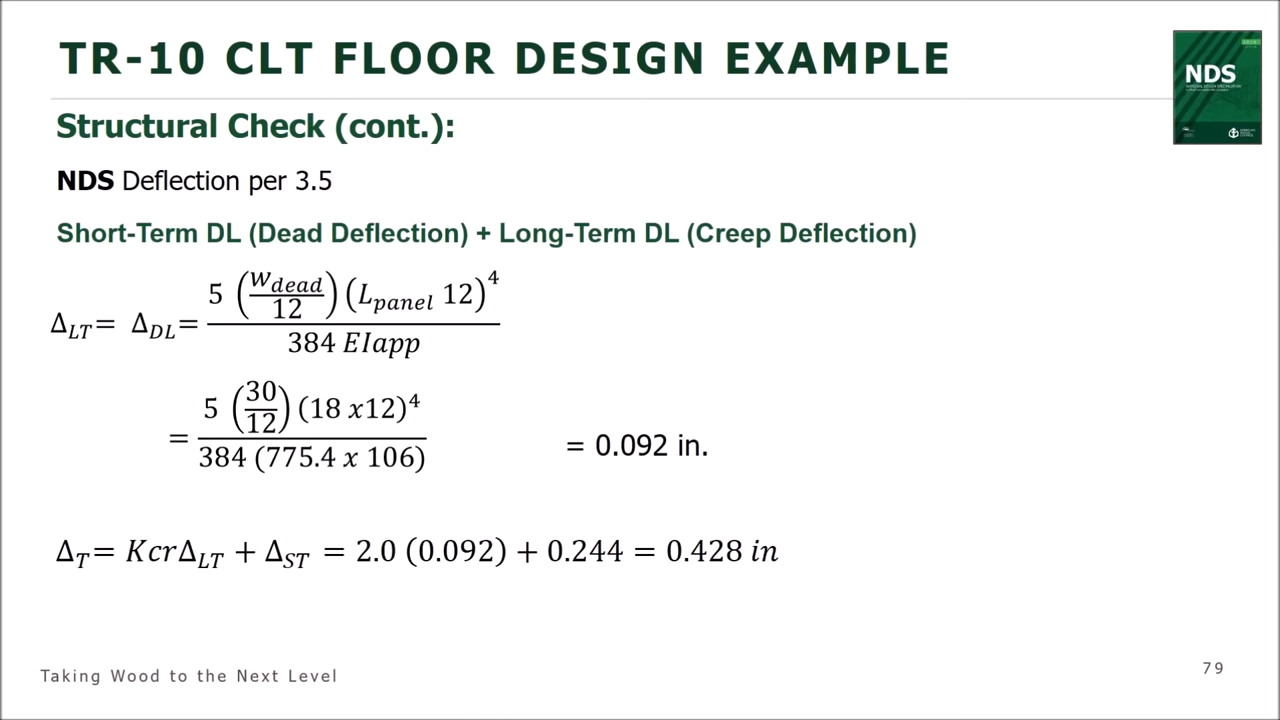 TR-10 CLT FLOOR DESIGN EXAMPLE
NDS
Structural Check (cont.):
NDS Deflection per 3.5
Short-Term DL (Dead Deflection) + Long-Term DL (Creep Deflection)
Δ_LT = Δ_DL = 5 (w_dead/12) (L_panel 12)^4 / 384 EIapp
= 5 (30/12) (18 x12)^4 / 384 (775.4 x 106) = 0.092 in.
Δ_T = KcrΔ_LT + Δ_ST = 2.0 (0.092) + 0.244 = 0.428 in
Taking Wood to the Next Level
79